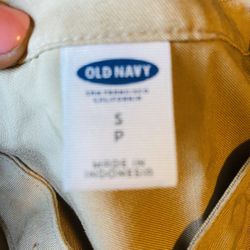 OLD NAVY
SAN FRANCISCO
CALIFORNIA
S
P
MADE IN
INDONESIA